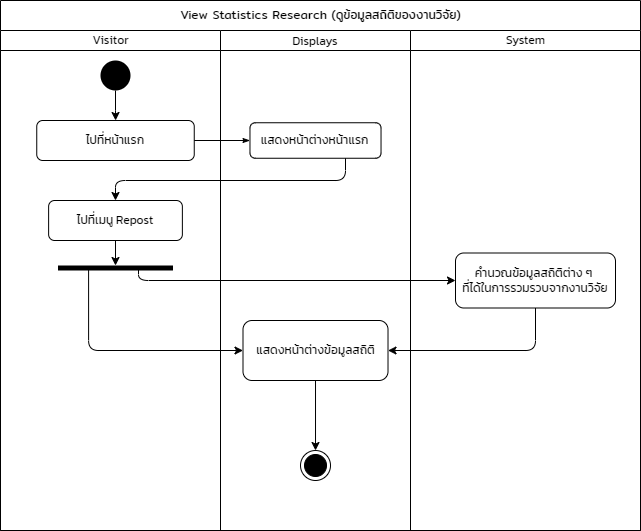 View Statistics Research (ดูข้อมูลสถิติของงานวิจัย)
Visitor
Displays
System
ไปที่หน้าแรก
แสดงหน้าต่างหน้าแรก
ไปที่เมนู Repost
คำนวณข้อมูลสถิติต่าง ๆ
ที่ได้ในการรวมรวบจากงานวิจัย
แสดงหน้าต่างข้อมูลสถิติ